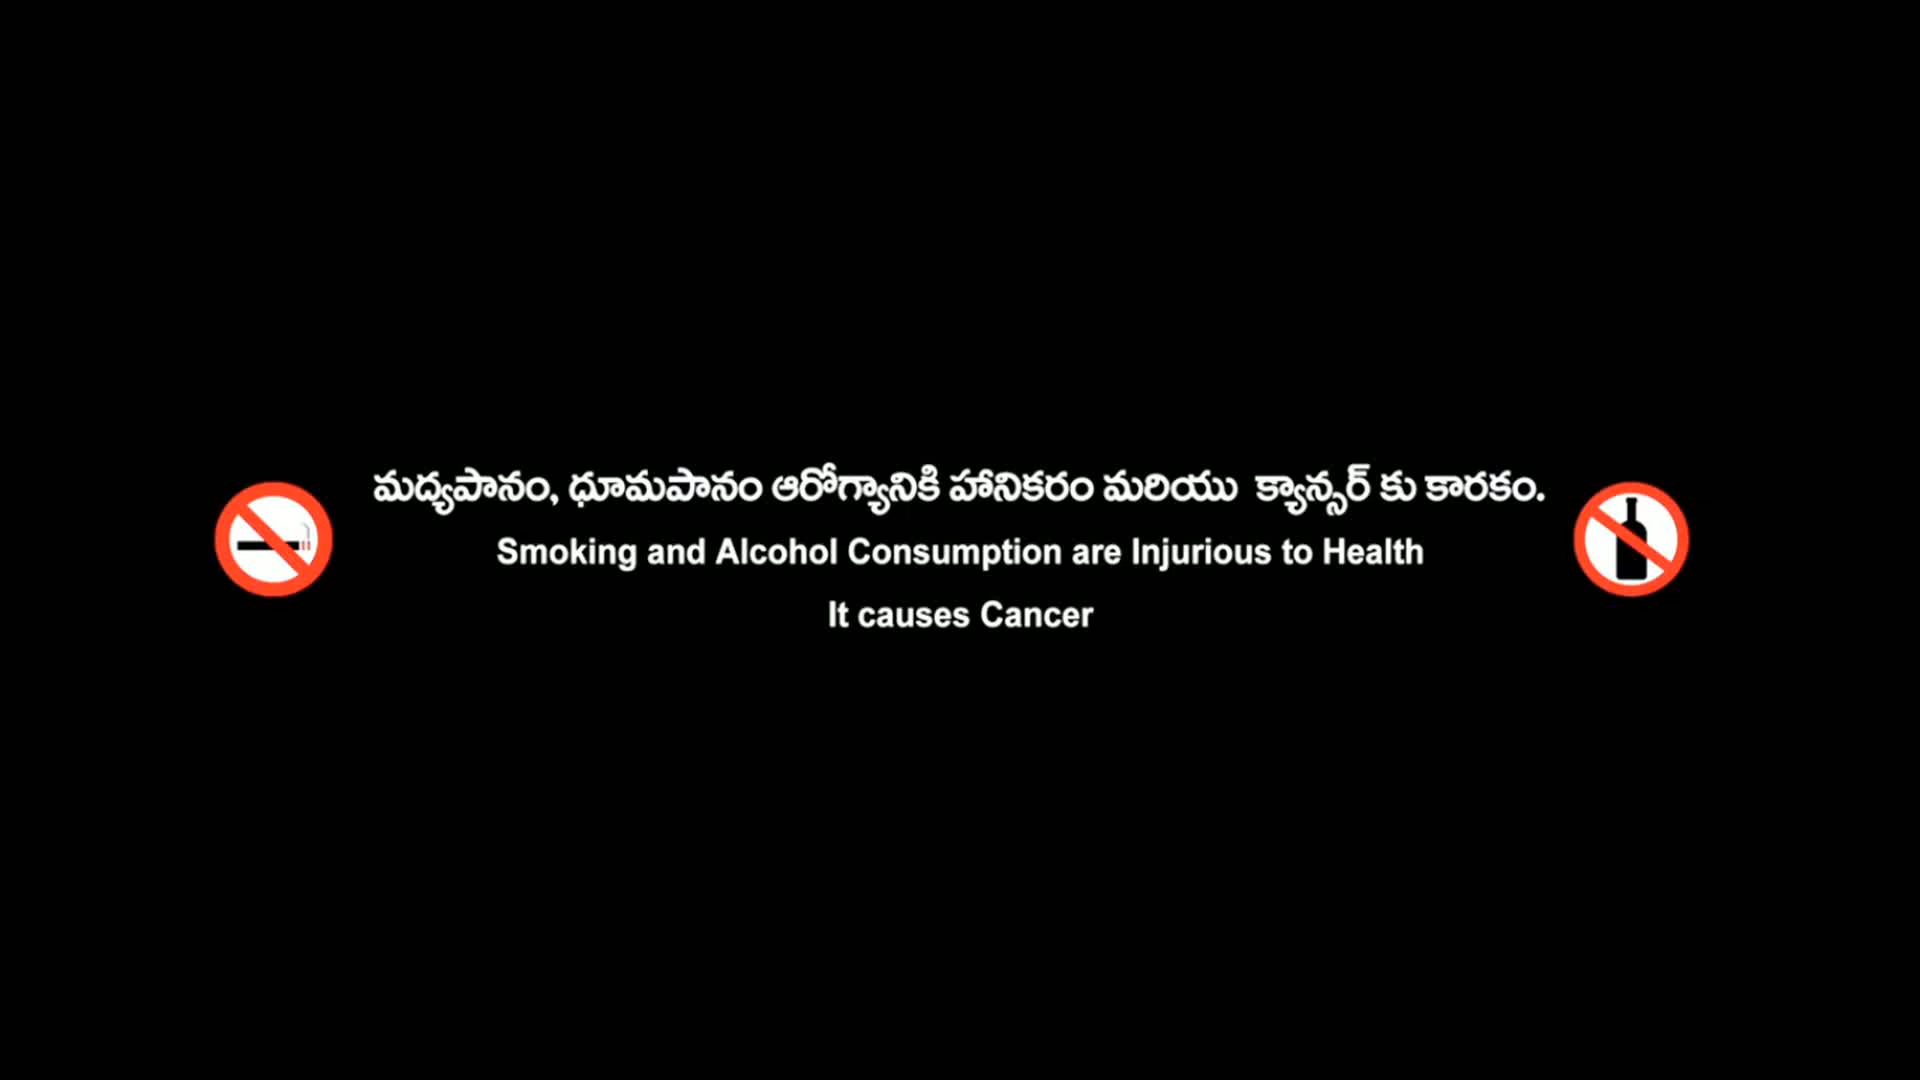 మద్యపానం, ధూమపానం ఆరోగ్యానికి హానికరం మరియు క్యాన్సర్ కు కారకం.
Smoking and Alcohol Consumption are Injurious to Health
It causes Cancer